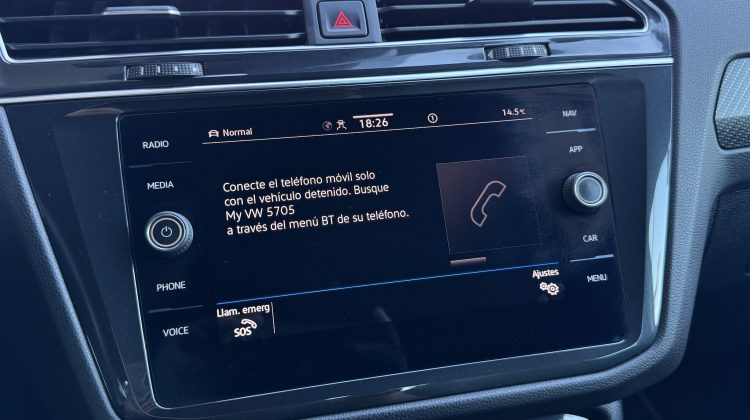 RADIO
MEDIA
PHONE
VOICE
Normal
18:26
14.5°C
Conecte el teléfono móvil solo
con el vehículo detenido. Busque
My VW 5705
a través del menú BT de su teléfono.
Llam. emerg
SOS
Ajustes
NAV
APP
CAR
MENU